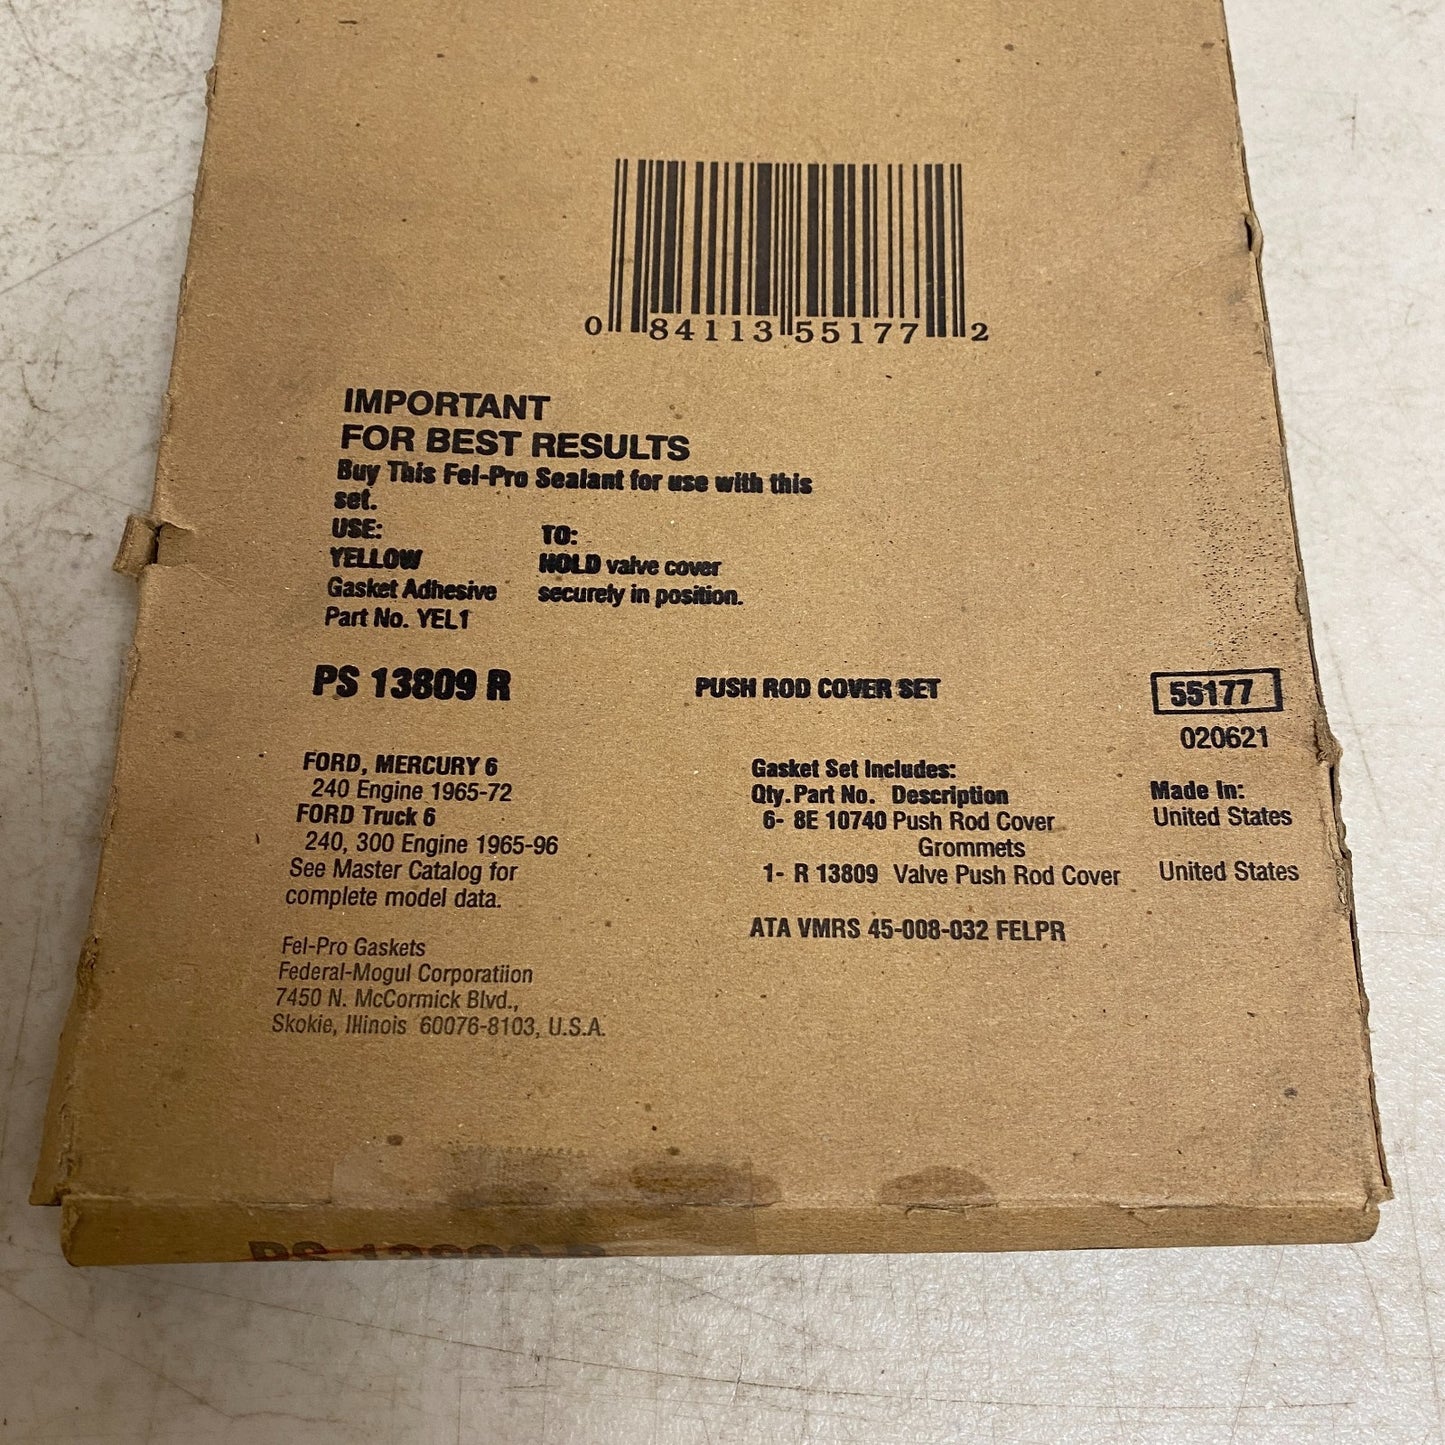 0 84113 55177 2
IMPORTANT
FOR BEST RESULTS
Buy This Fel-Pro Sealant for use with this
set.
USE: TO:
YELLOW HOLD valve cover
Gasket Adhesive securely in position.
Part No. YEL1
PS 13809 R PUSH ROD COVER SET 55177
020621
FORD, MERCURY 6
240 Engine 1965-72
FORD Truck 6
240, 300 Engine 1965-96
See Master Catalog for
complete model data.
Gasket Set Includes:
Qty. Part No. Description Made In:
6- 8E 10740 Push Rod Cover United States
Grommets
1- R 13809 Valve Push Rod Cover United States
ATA VMRS 45-008-032 FELPR
Fel-Pro Gaskets
Federal-Mogul Corporatiion
7450 N. McCormick Blvd.,
Skokie, Illinois 60076-8103, U.S.A.
PS 13809 R